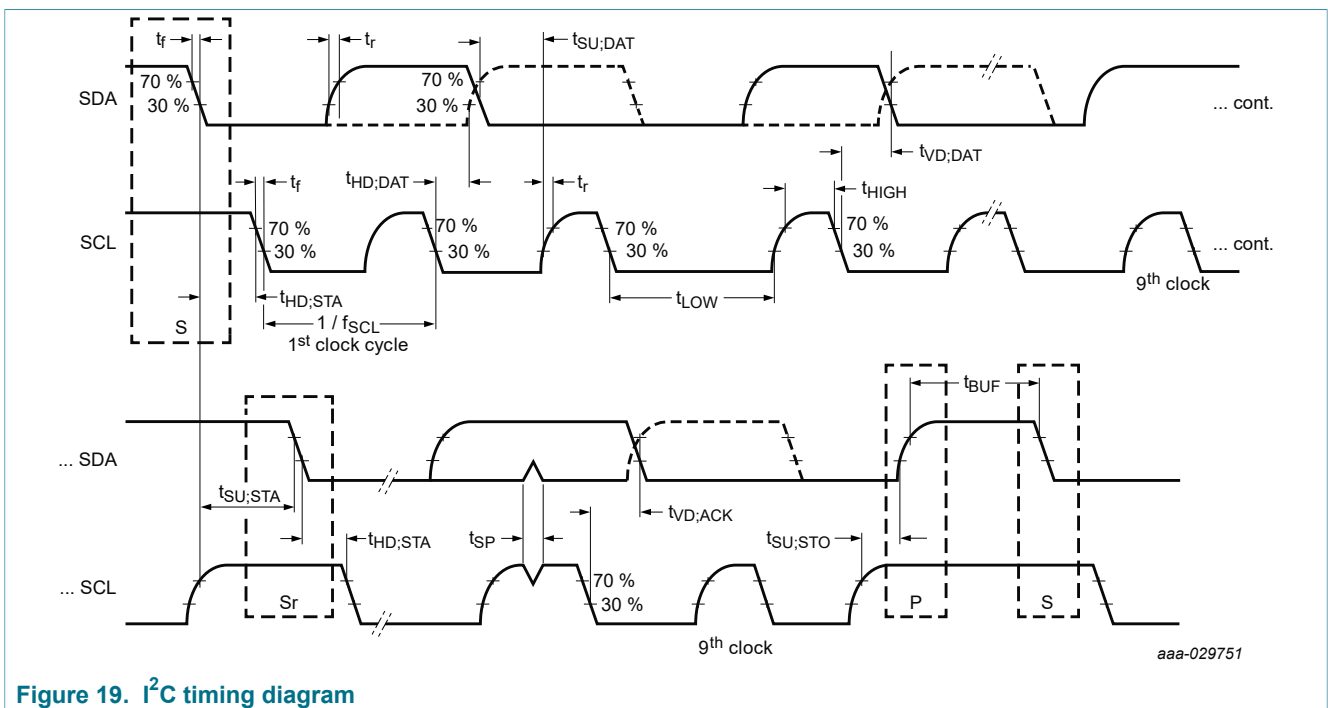 tf tr tSU;DAT
70 % 70 %
SDA 30 % 30 % ... cont.
tVD;DAT
tf tHD;DAT tr tHIGH
70 % 70 % 70 % 70 %
SCL 30 % 30 % 30 % 30 % ... cont.
9th clock
tHD;STA tLOW
S 1 / fSCL
1st clock cycle
P S tBUF
... SDA
tSU;STA tVD;ACK
tHD;STA tSP tSU;STO
70 %
... SCL Sr 30 %
9th clock
aaa-029751
Figure 19. I2C timing diagram